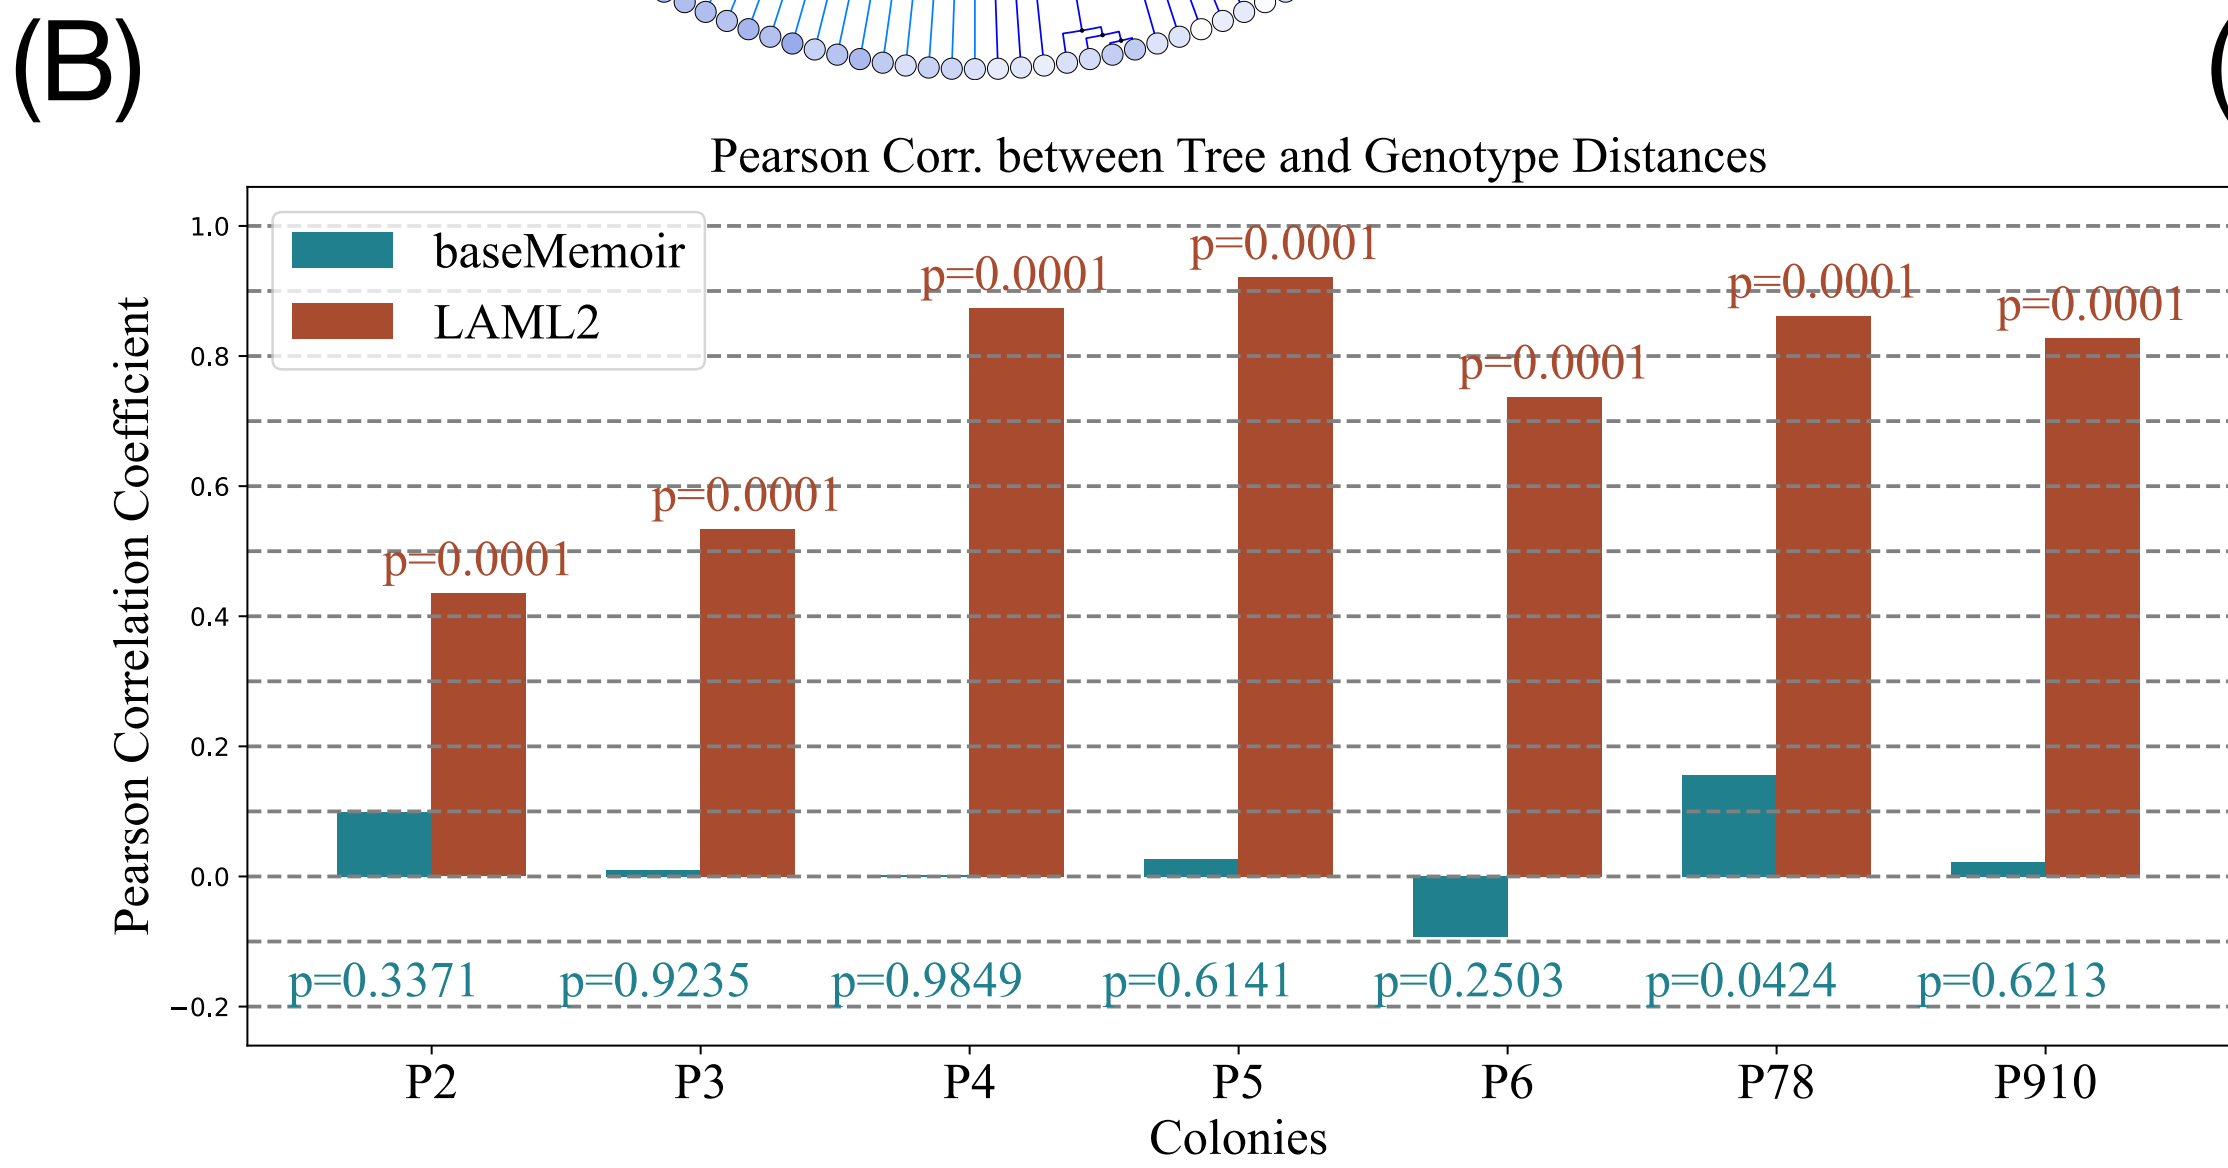 (B)
(
Pearson Corr. between Tree and Genotype Distances
Pearson Correlation Coefficient
1.0
0.8
0.6
0.4
0.2
0.0
−0.2
baseMemoir
LAML2
p=0.0001
p=0.0001
p=0.0001
p=0.0001
p=0.0001
p=0.0001
p=0.0001
p=0.3371
p=0.9235
p=0.9849
p=0.6141
p=0.2503
p=0.0424
p=0.6213
P2
P3
P4
P5
P6
P78
P910
Colonies